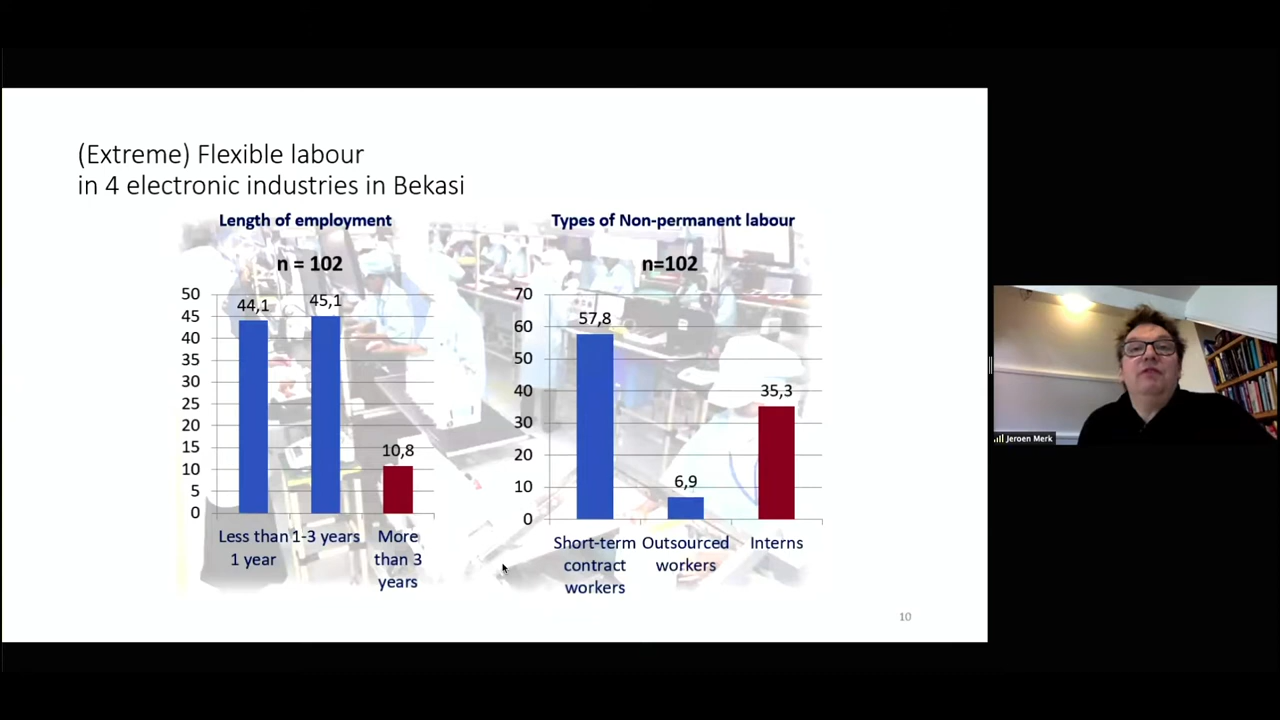 (Extreme) Flexible labour
in 4 electronic industries in Bekasi
Length of employment
n = 102
50
45
40
35
30
25
20
15
10
5
0
44,1
45,1
10,8
Less than
1 year
1-3 years
More
than 3
years
Types of Non-permanent labour
n=102
70
60
50
40
30
20
10
0
57,8
6,9
35,3
Short-term
contract
workers
Outsourced
workers
Interns
10
Jeroen Merk